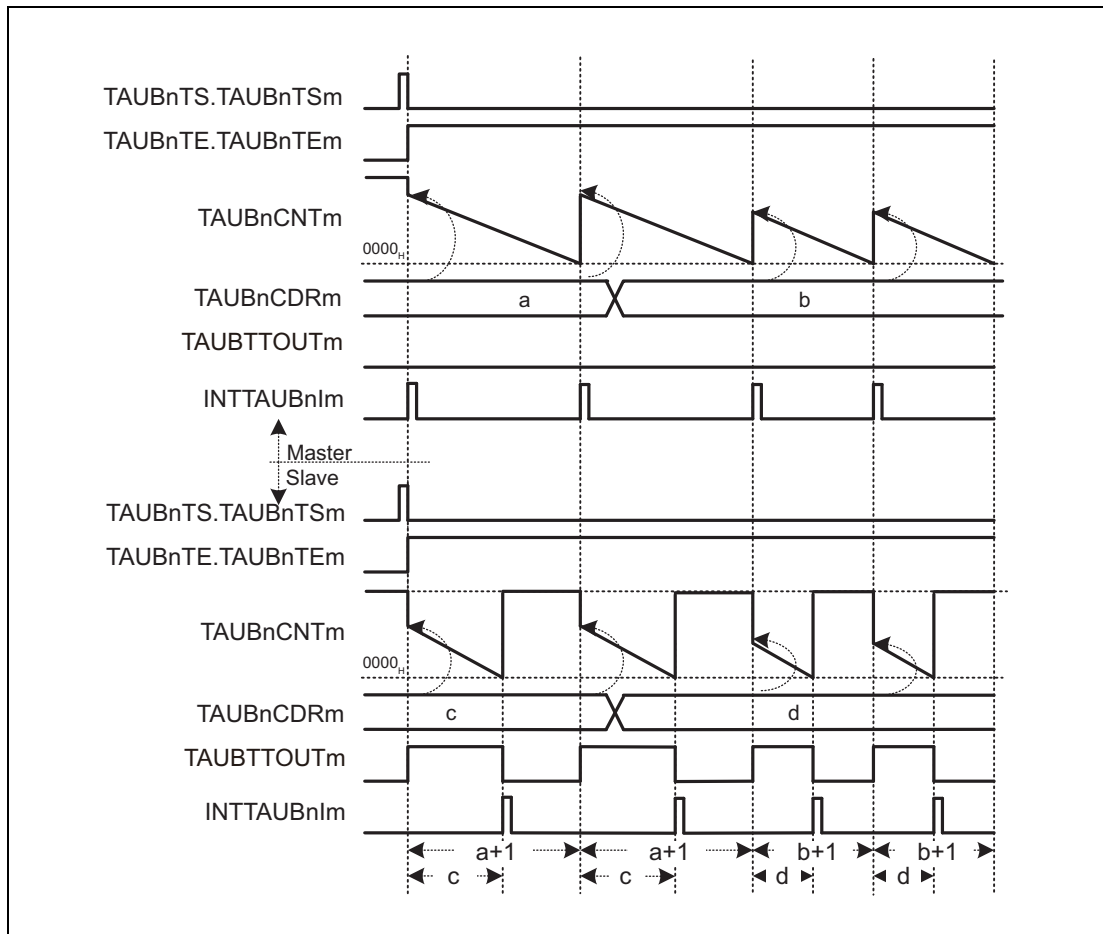 TAUBnTS.TAUBnTSm
TAUBnTE.TAUBnTEm
TAUBnCNTm
0000H
TAUBnCDRm
a
b
TAUBTTOUTm
INTTAUBnIm
Master
Slave
TAUBnTS.TAUBnTSm
TAUBnTE.TAUBnTEm
TAUBnCNTm
0000H
TAUBnCDRm
c
d
TAUBTTOUTm
INTTAUBnIm
a+1 a+1 b+1 b+1
c c d d